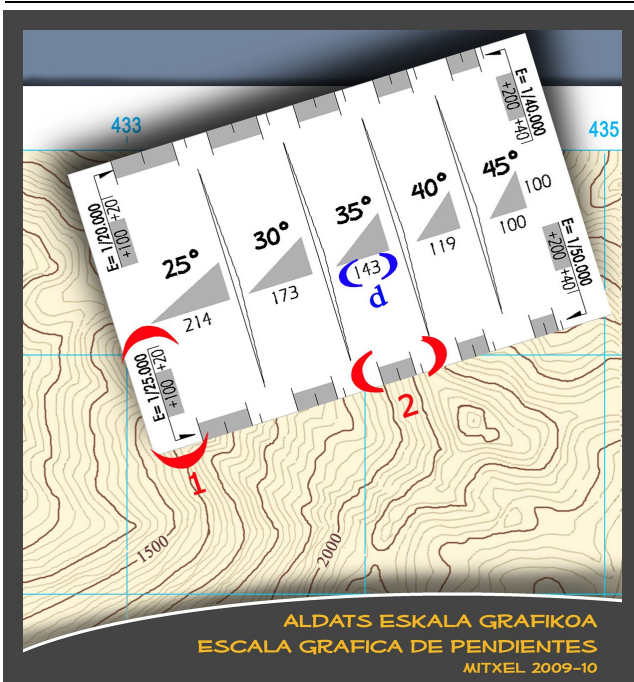 433
435
E= 1/20.000
+100 +20
E= 1/40.000
+200 +40
25°
214
30°
173
35°
143
d
40°
119
45°
100
100
E= 1/25.000
+100 +20
E= 1/50.000
+200 +40
1
2
1500
2000
ALDATS ESKALA GRAFIKOA
ESCALA GRAFICA DE PENDIENTES
MITXEL 2009-10